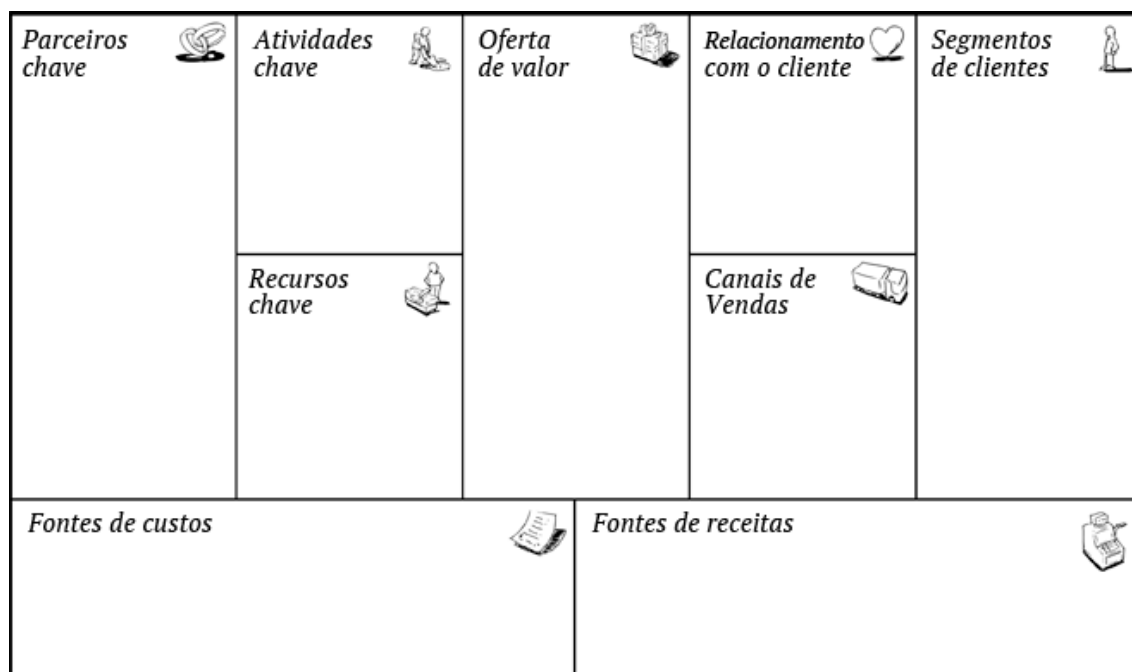 Parceiros
chave
Atividades
chave
Oferta
de valor
Relacionamento
com o cliente
Segmentos
de clientes
Recursos
chave
Canais de
Vendas
Fontes de custos
Fontes de receitas